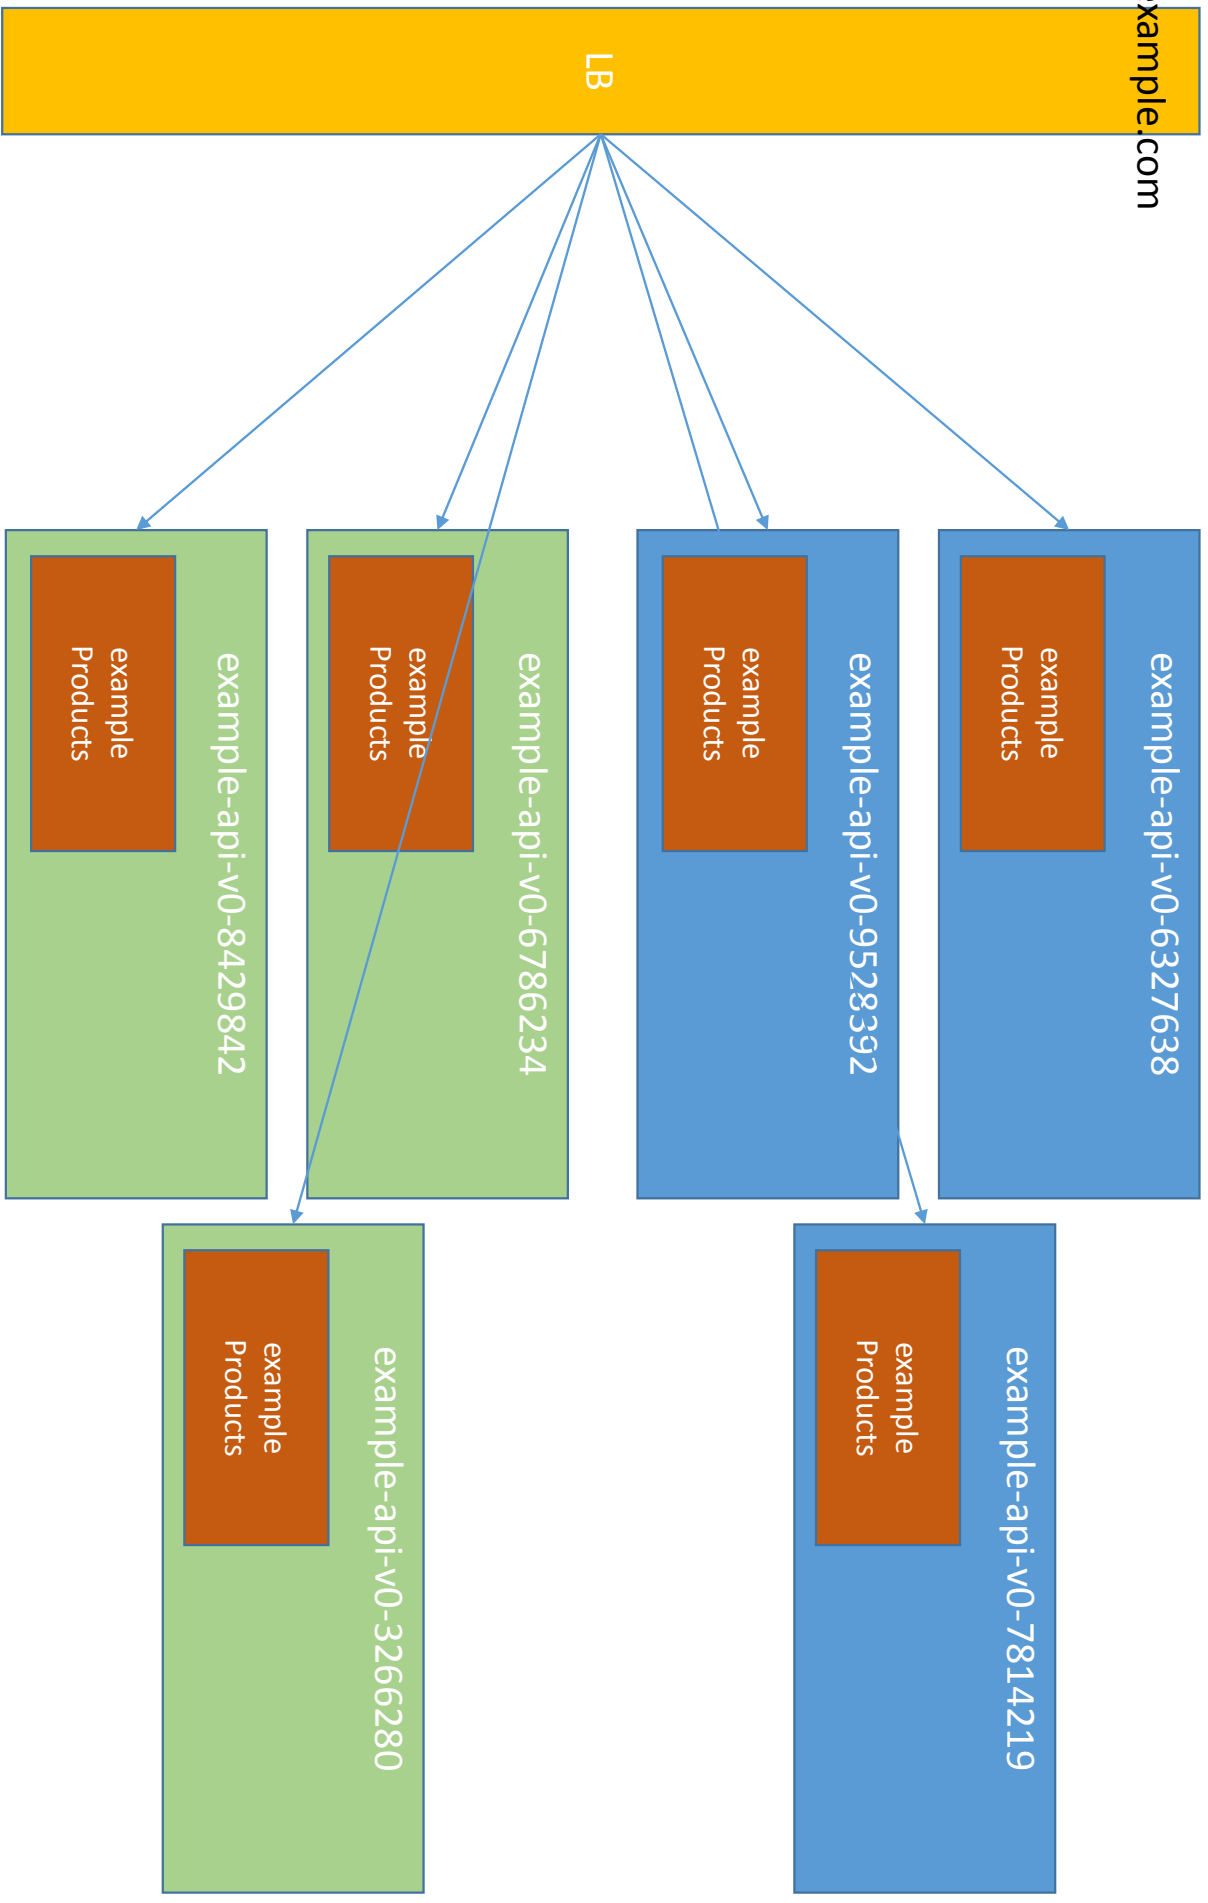 xample.com
LB
example-api-v0-6327638
example
Products
example-api-v0-9528392
example
Products
example-api-v0-6786234
example
Products
example-api-v0-8429842
example
Products
example-api-v0-7814219
example
Products
example-api-v0-3266280
example
Products